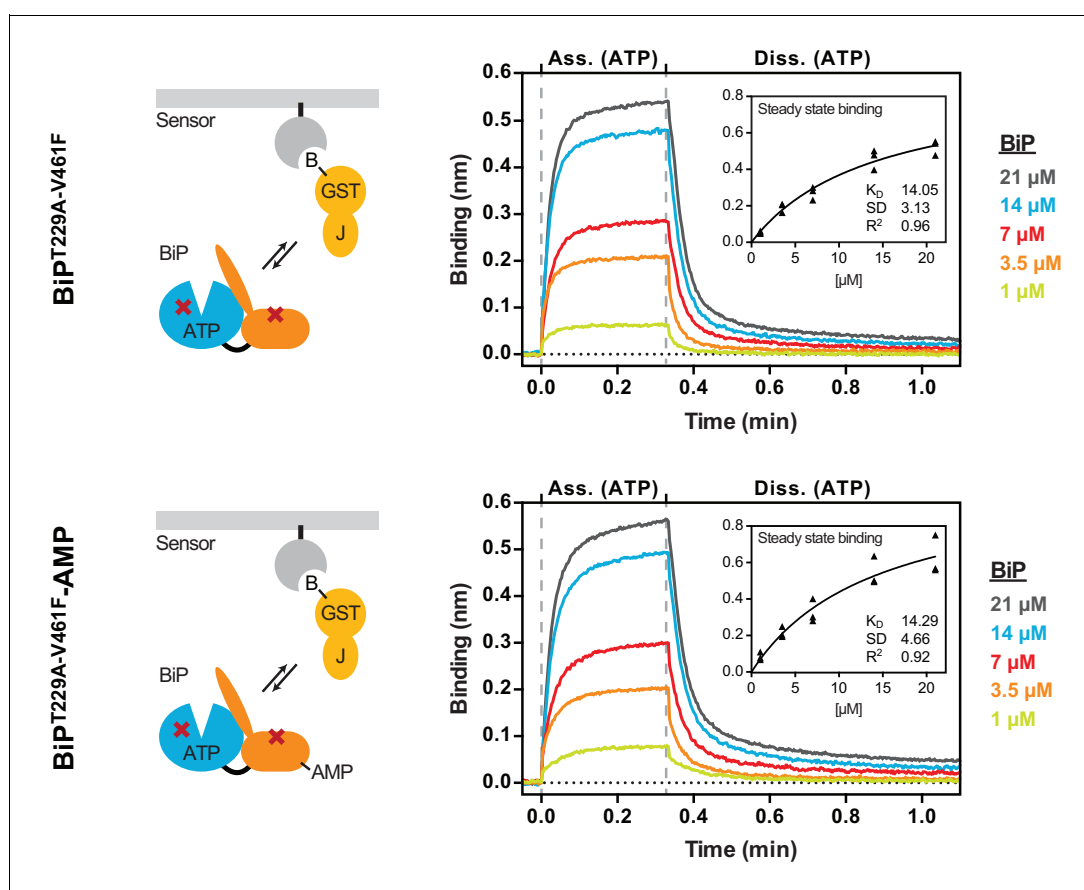 BiPT229A-V461F
Sensor
B
GST
J
BiP
ATP
Ass. (ATP)
Diss. (ATP)
Binding (nm)
0.6
0.5
0.4
0.3
0.2
0.1
0.0
0.0
0.2
0.4
0.6
0.8
1.0
Time (min)
Steady state binding
0.8
0.6
0.4
0.2
0.0
0
5
10
15
20
[µM]
KD 14.05
SD 3.13
R2 0.96
BiP
21 µM
14 µM
7 µM
3.5 µM
1 µM
BiPT229A-V461F-AMP
Sensor
B
GST
J
BiP
ATP
AMP
Ass. (ATP)
Diss. (ATP)
Binding (nm)
0.6
0.5
0.4
0.3
0.2
0.1
0.0
0.0
0.2
0.4
0.6
0.8
1.0
Time (min)
Steady state binding
0.8
0.6
0.4
0.2
0.0
0
5
10
15
20
[µM]
KD 14.29
SD 4.66
R2 0.92
BiP
21 µM
14 µM
7 µM
3.5 µM
1 µM